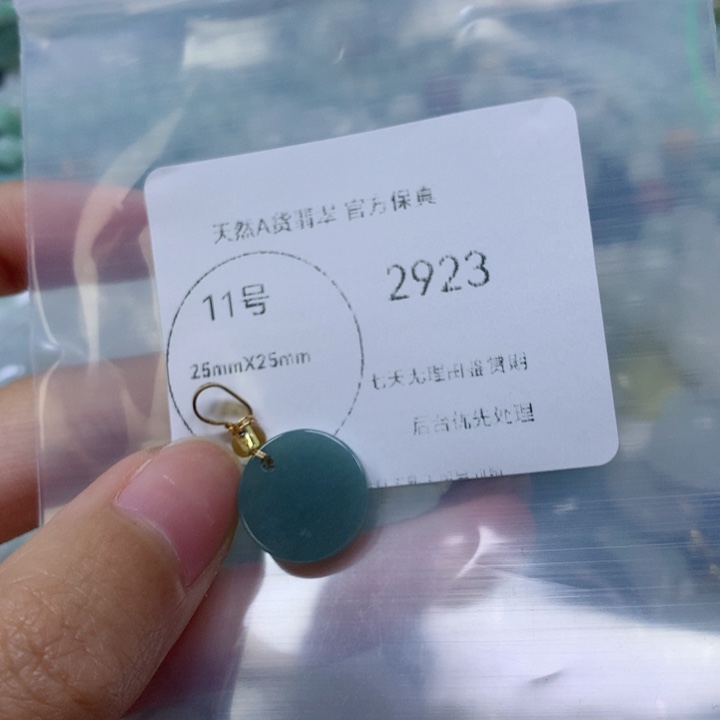 天然A货翡翠 官方保真
11号
2923
25mmX25mm
七天无理由退货期
后台优先处理